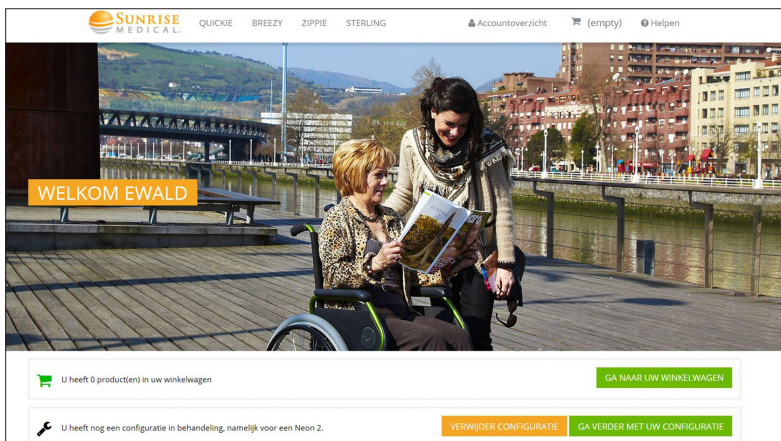 SUNRISE
MEDICAL.
QUICKIE BREEZY ZIPPIE STERLING Accountoverzicht (empty) Helpen
WELKOM EWALD
U heeft 0 product(en) in uw winkelwagen
GA NAAR UW WINKELWAGEN
U heeft nog een configuratie in behandeling, namelijk voor een Neon 2.
VERWIJDER CONFIGURATIE GA VERDER MET UW CONFIGURATIE